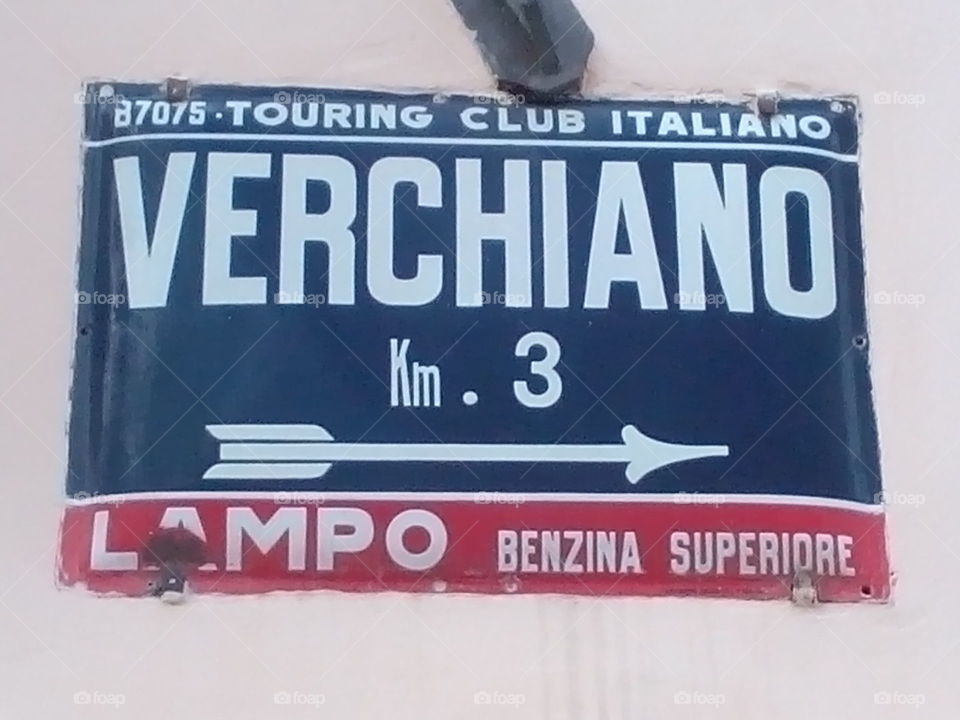 87075 · TOURING CLUB ITALIANO
VERCHIANO
Km . 3
LAMPO BENZINA SUPERIORE